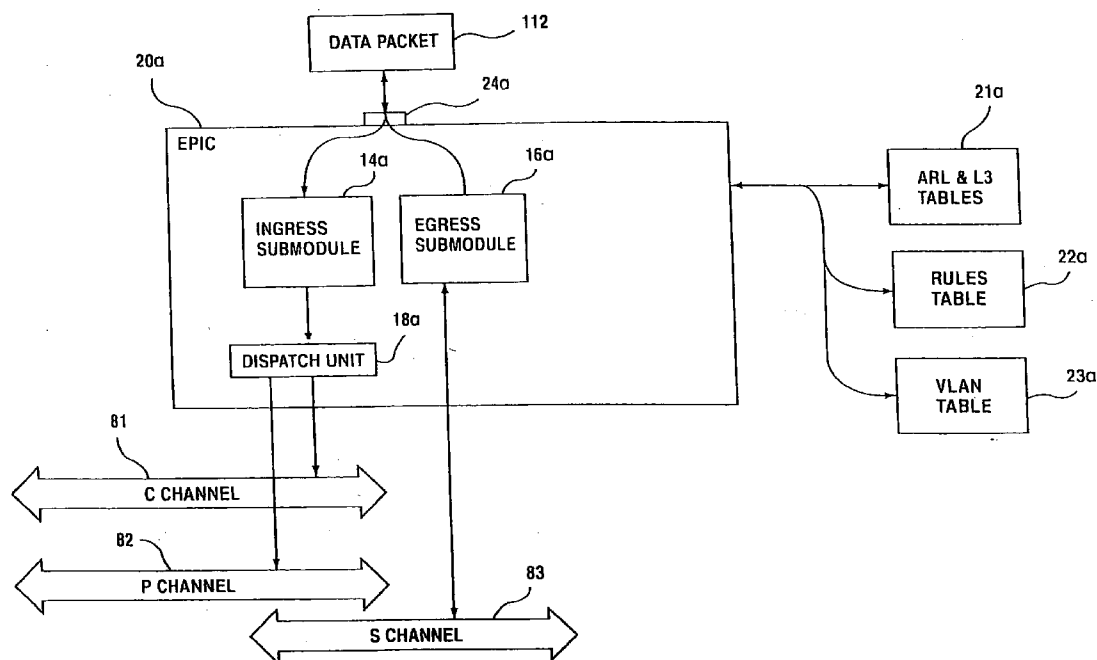 DATA PACKET
112
20a
24a
EPIC
14a
16a
21a
INGRESS
SUBMODULE
EGRESS
SUBMODULE
ARL & L3
TABLES
22a
18a
RULES
TABLE
DISPATCH UNIT
23a
VLAN
TABLE
81
C CHANNEL
82
P CHANNEL
83
S CHANNEL